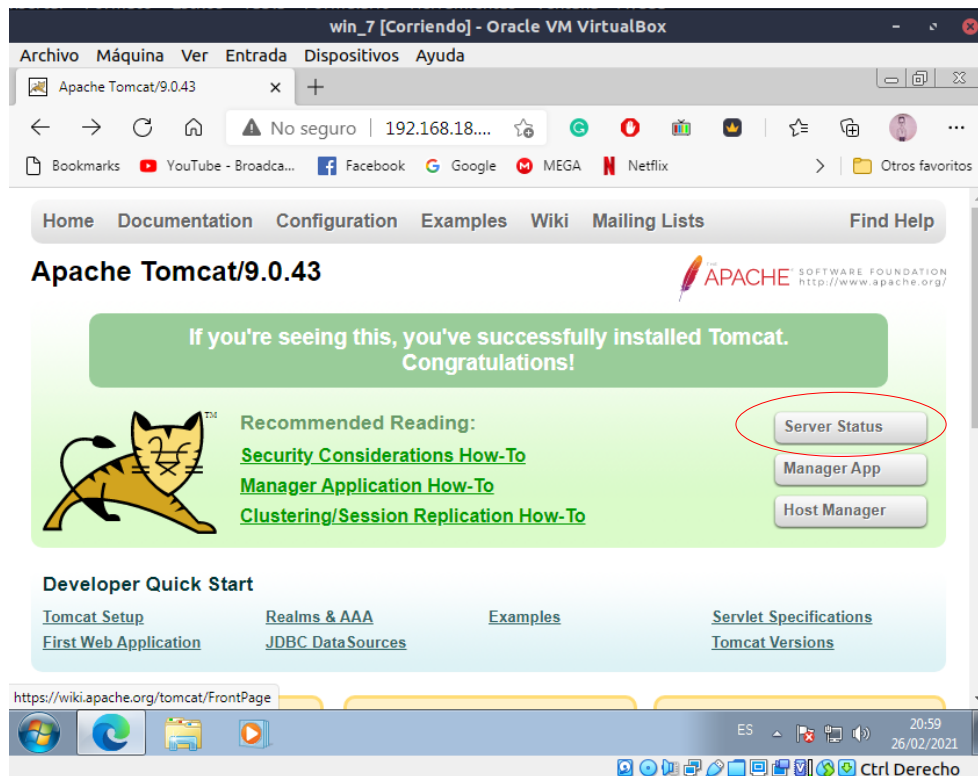 win_7 [Corriendo] - Oracle VM VirtualBox
Archivo Máquina Ver Entrada Dispositivos Ayuda
Apache Tomcat/9.0.43
No seguro | 192.168.18....
Bookmarks YouTube - Broadca... Facebook Google MEGA Netflix Otros favoritos
Home Documentation Configuration Examples Wiki Mailing Lists Find Help
Apache Tomcat/9.0.43
THE APACHE SOFTWARE FOUNDATION
http://www.apache.org/
If you're seeing this, you've successfully installed Tomcat.
Congratulations!
TM
Recommended Reading:
Security Considerations How-To
Manager Application How-To
Clustering/Session Replication How-To
Server Status
Manager App
Host Manager
Developer Quick Start
Tomcat Setup Realms & AAA Examples Servlet Specifications
First Web Application JDBC DataSources Tomcat Versions
https://wiki.apache.org/tomcat/FrontPage
ES 20:59
26/02/2021
Ctrl Derecho